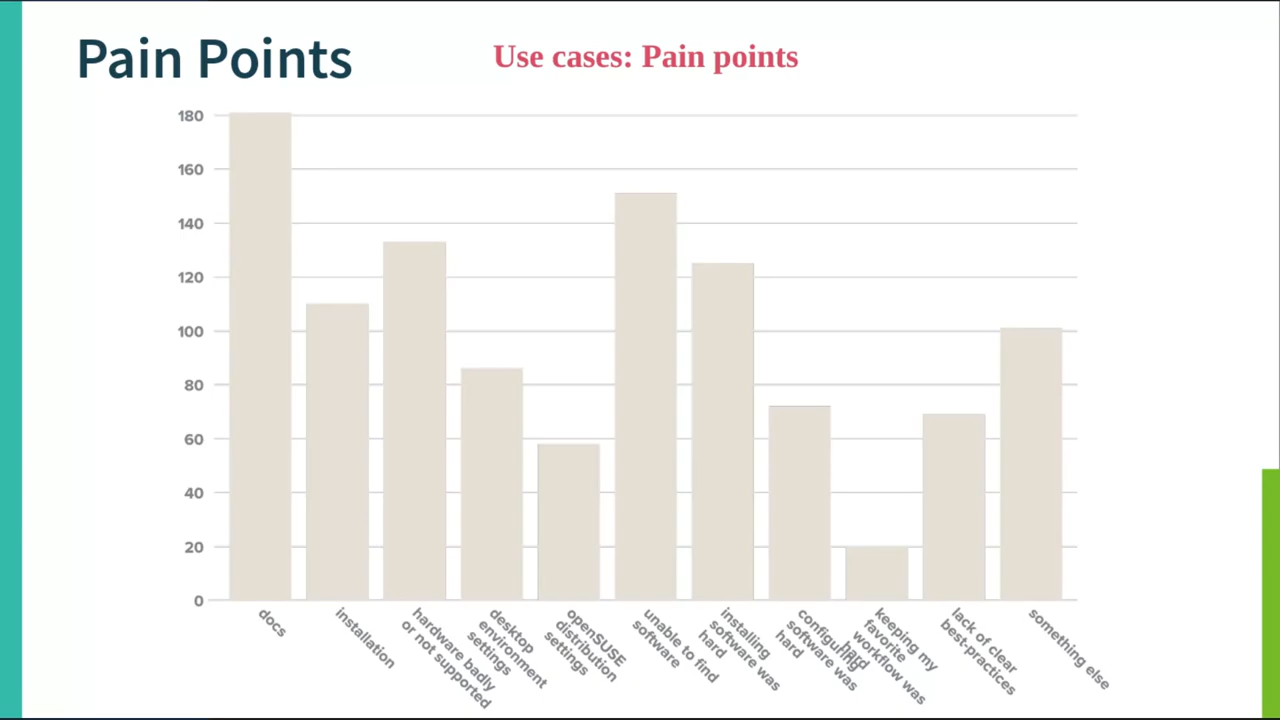 Pain Points
Use cases: Pain points
180
160
140
120
100
80
60
40
20
0
docs
installation
hardware badly
or not supported
desktop
environment
settings
openSUSE
distribution
settings
unable to find
software
installing
software was
hard
configuring
software was
hard
keeping my
favorite
workflow was
hard
lack of clear
best-practices
something else